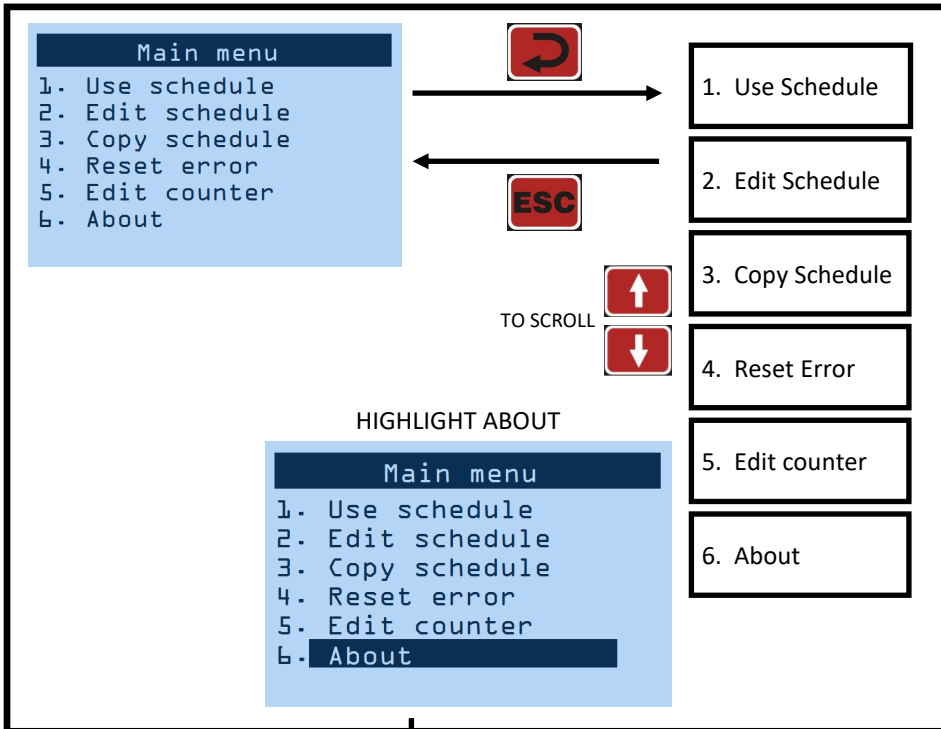 Main menu
1. Use schedule
2. Edit schedule
3. Copy schedule
4. Reset error
5. Edit counter
6. About
ESC
TO SCROLL
1. Use Schedule
2. Edit Schedule
3. Copy Schedule
4. Reset Error
5. Edit counter
6. About
HIGHLIGHT ABOUT
Main menu
1. Use schedule
2. Edit schedule
3. Copy schedule
4. Reset error
5. Edit counter
6. About